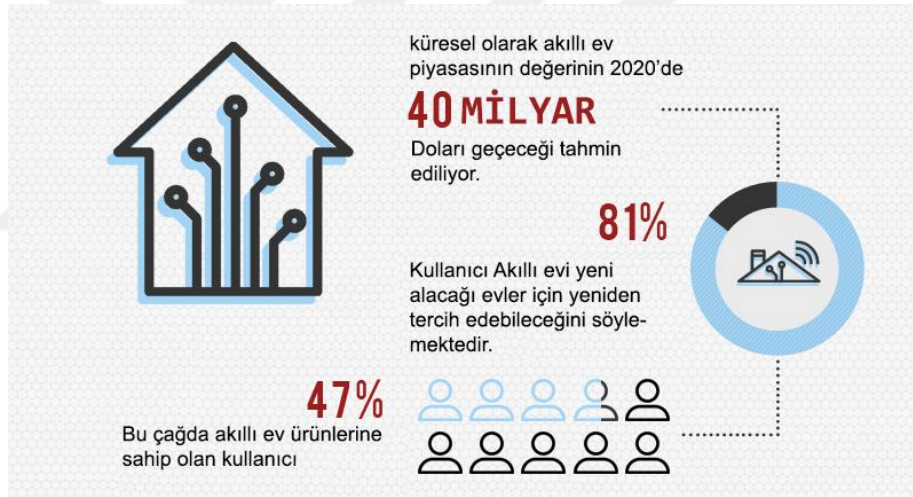 küresel olarak akıllı ev
piyasasının değerinin 2020’de
40 MİLYAR
Doları geçeceği tahmin
ediliyor.
81%
Kullanıcı Akıllı evi yeni
alacağı evler için yeniden
tercih edebileceğini söyle-
mektedir.
47%
Bu çağda akıllı ev ürünlerine
sahip olan kullanıcı